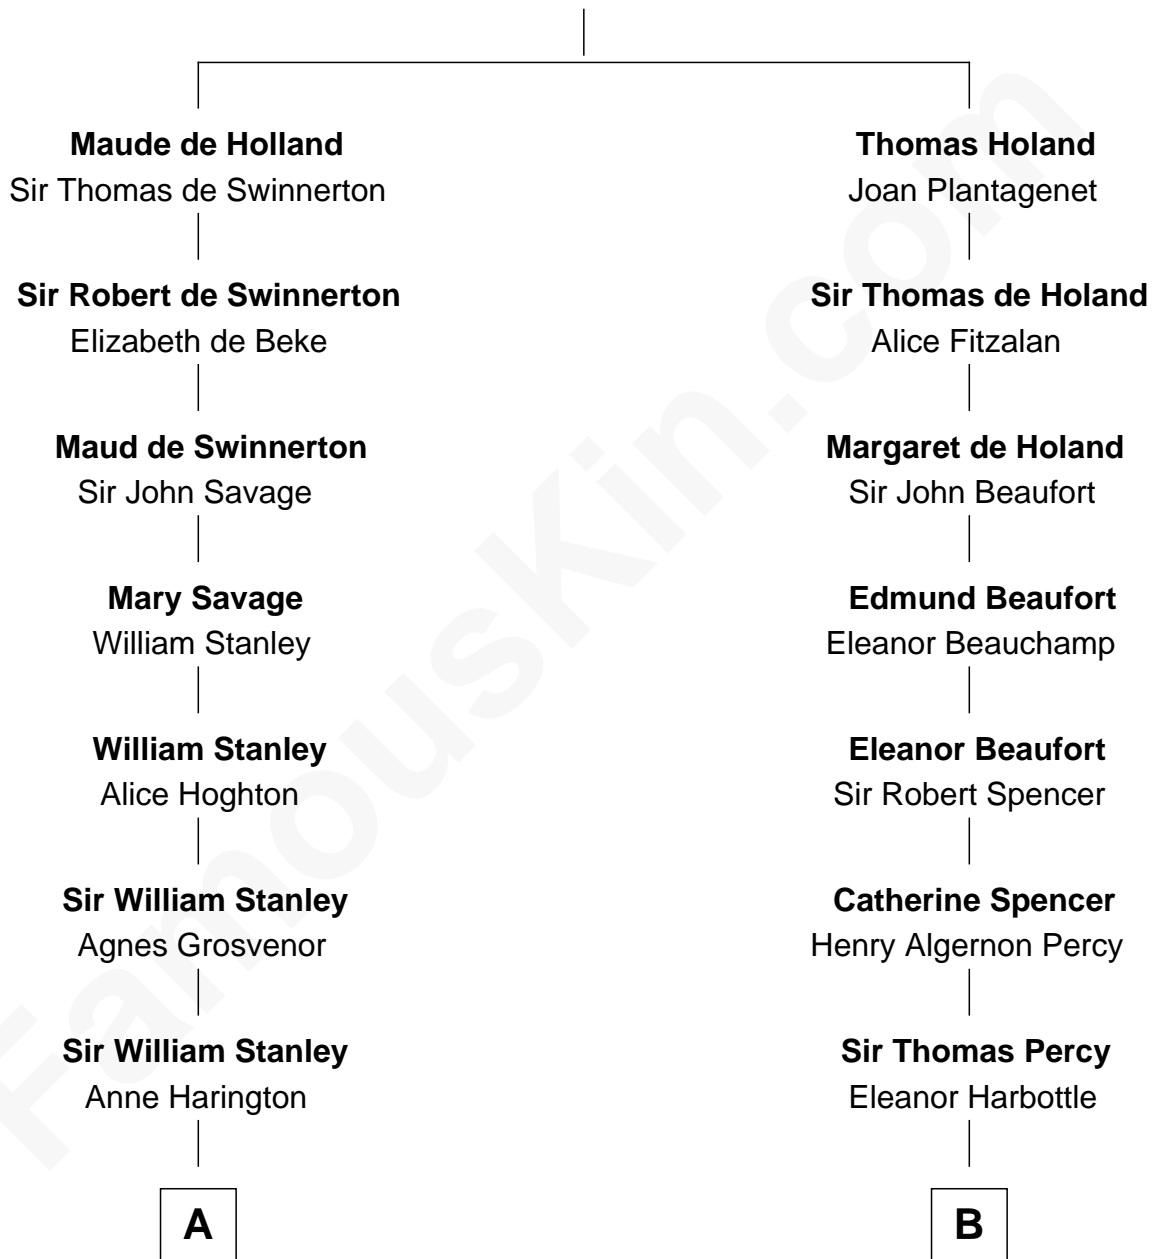 Maude de Holland
Sir Thomas de Swinnerton
Sir Robert de Swinnerton
Elizabeth de Beke
Maud de Swinnerton
Sir John Savage
Mary Savage
William Stanley
William Stanley
Alice Hoghton
Sir William Stanley
Agnes Grosvenor
Sir William Stanley
Anne Harington
A
Thomas Holand
Joan Plantagenet
Sir Thomas de Holand
Alice Fitzalan
Margaret de Holand
Sir John Beaufort
Edmund Beaufort
Eleanor Beauchamp
Eleanor Beaufort
Sir Robert Spencer
Catherine Spencer
Henry Algernon Percy
Sir Thomas Percy
Eleanor Harbottle
B
FamousKin.com